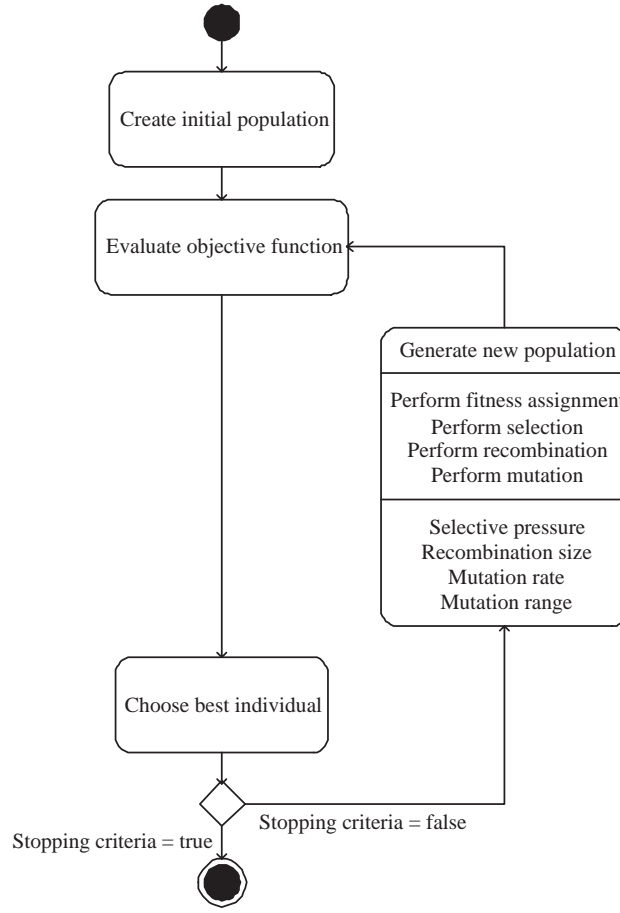 Create initial population
Evaluate objective function
Generate new population
Perform fitness assignment
Perform selection
Perform recombination
Perform mutation
Selective pressure
Recombination size
Mutation rate
Mutation range
Choose best individual
Stopping criteria = false
Stopping criteria = true